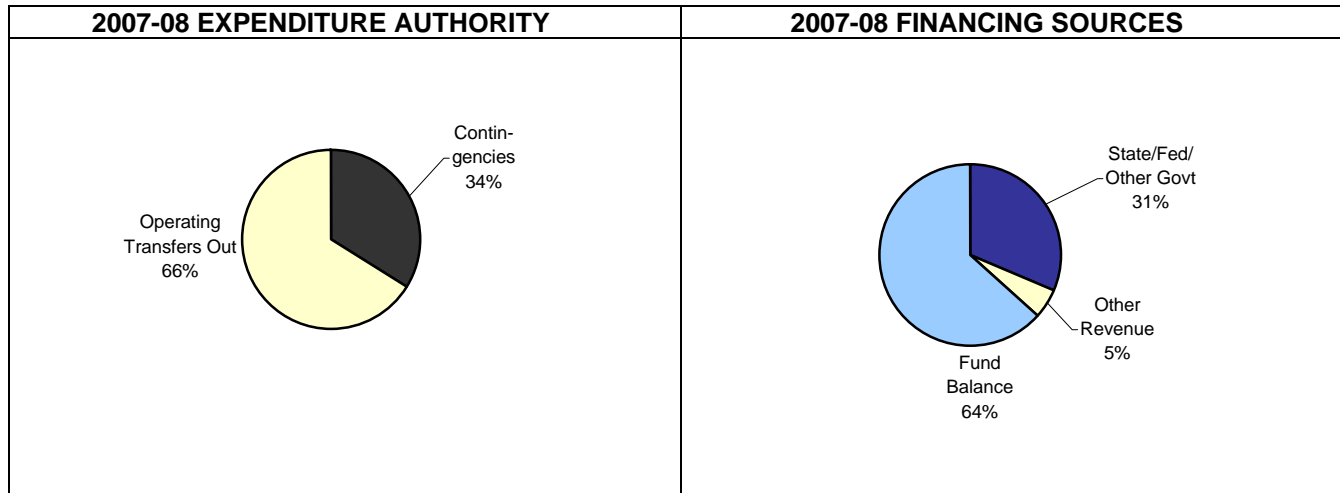 2007-08 EXPENDITURE AUTHORITY
Contin-
gencies
34%
Operating
Transfers Out
66%
2007-08 FINANCING SOURCES
State/Fed/
Other Govt
31%
Other
Revenue
5%
Fund
Balance
64%